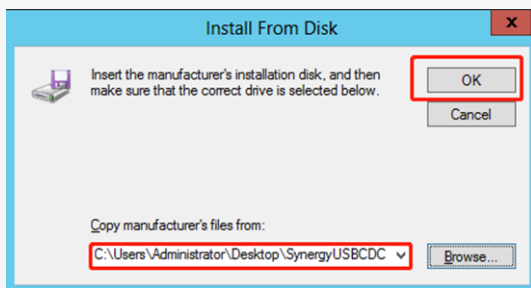 Install From Disk
x
Insert the manufacturer's installation disk, and then
make sure that the correct drive is selected below.
OK
Cancel
Copy manufacturer's files from:
C:\Users\Administrator\Desktop\SynergyUSBCDC
Browse...